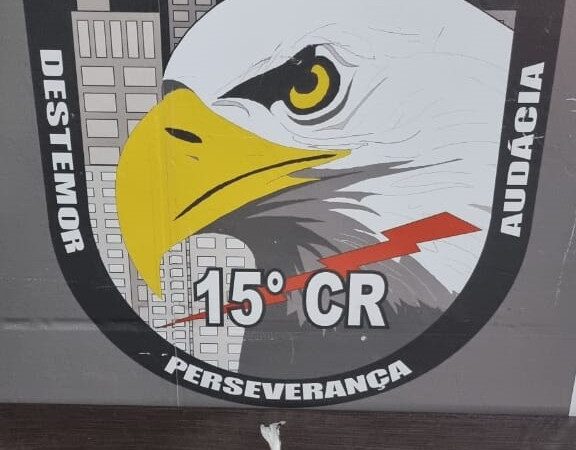 DESTEMOR
AUDÁCIA
15° CR
PERSEVERANÇA